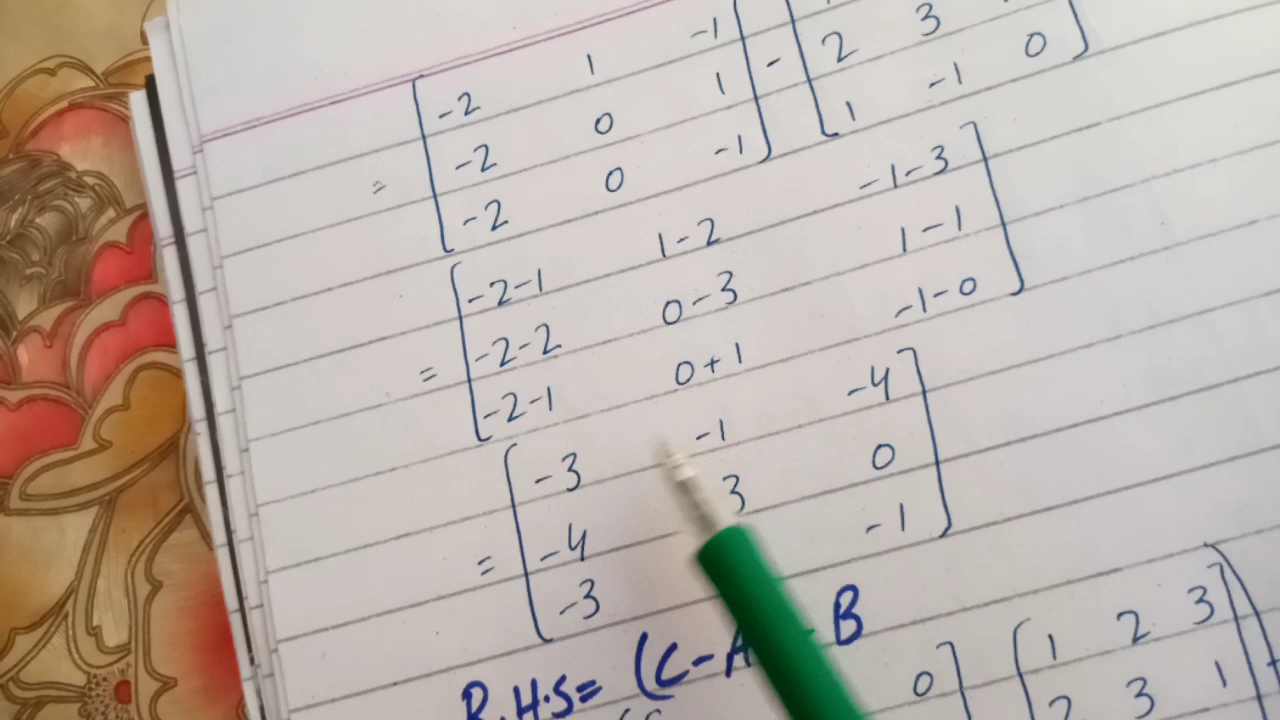 -2 1 -1
-2 0 1 - 2 3
= -2 0 -1 1 -1 0
-2-1 1-2 -1-3
= -2-2 0-3 1-1
-2-1 0+1 -1-0
-3 -1 -4
= -4 3 0
-3 -1
R.H.S= (C-A - B
0 1 2 3
2 3 1